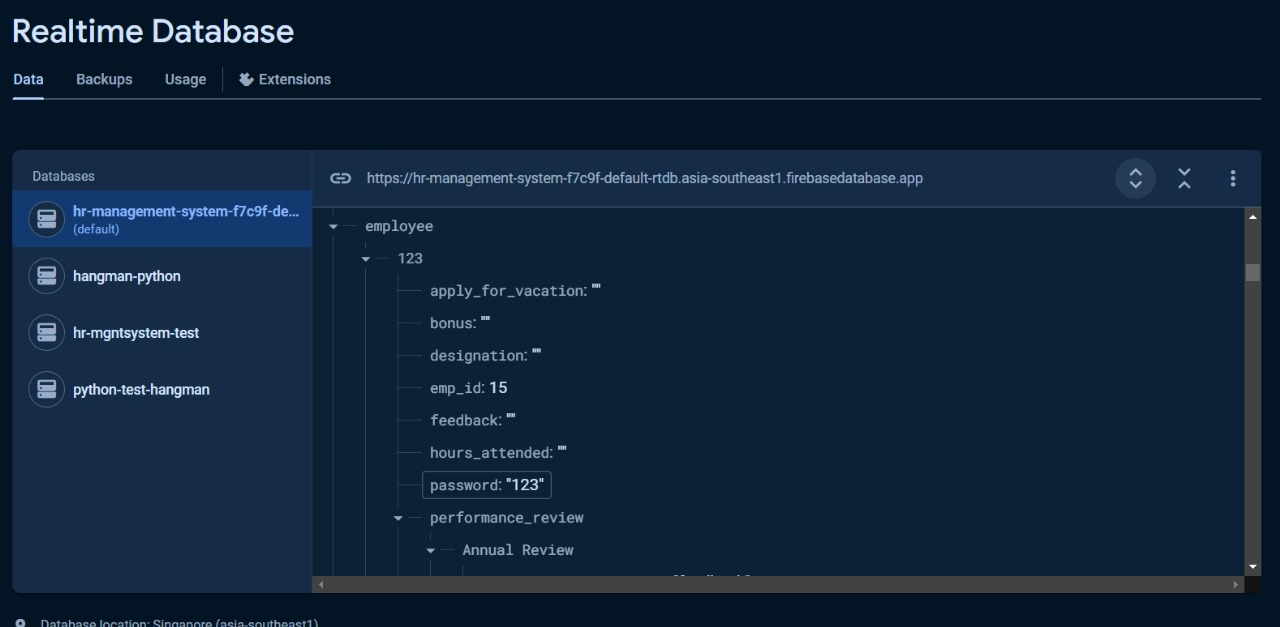 Realtime Database
Data Backups Usage Extensions
Databases
hr-management-system-f7c9f-de...
(default)
hangman-python
hr-mgntsystem-test
python-test-hangman
https://hr-management-system-f7c9f-default-rtdb.asia-southeast1.firebasedatabase.app
employee
123
apply_for_vacation: ""
bonus: ""
designation: ""
emp_id: 15
feedback: ""
hours_attended: ""
password: "123"
performance_review
Annual Review
Database location: Singapore (asia-southeast1)